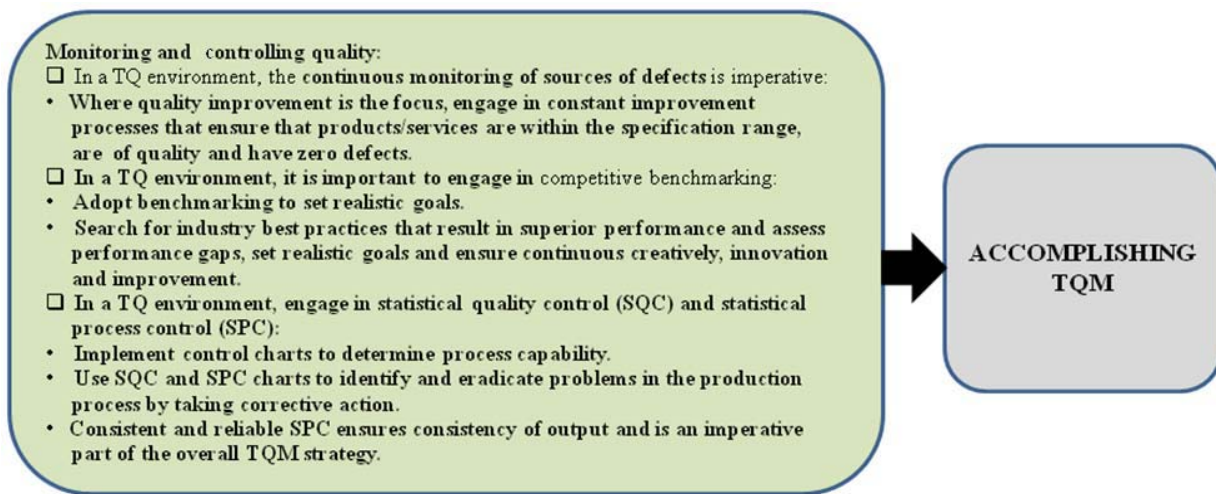 Monitoring and controlling quality:
❑ In a TQ environment, the continuous monitoring of sources of defects is imperative:
• Where quality improvement is the focus, engage in constant improvement
processes that ensure that products/services are within the specification range,
are of quality and have zero defects.
❑ In a TQ environment, it is important to engage in competitive benchmarking:
• Adopt benchmarking to set realistic goals.
• Search for industry best practices that result in superior performance and assess
performance gaps, set realistic goals and ensure continuous creatively, innovation
and improvement.
❑ In a TQ environment, engage in statistical quality control (SQC) and statistical
process control (SPC):
• Implement control charts to determine process capability.
• Use SQC and SPC charts to identify and eradicate problems in the production
process by taking corrective action.
• Consistent and reliable SPC ensures consistency of output and is an imperative
part of the overall TQM strategy.
ACCOMPLISHING
TQM